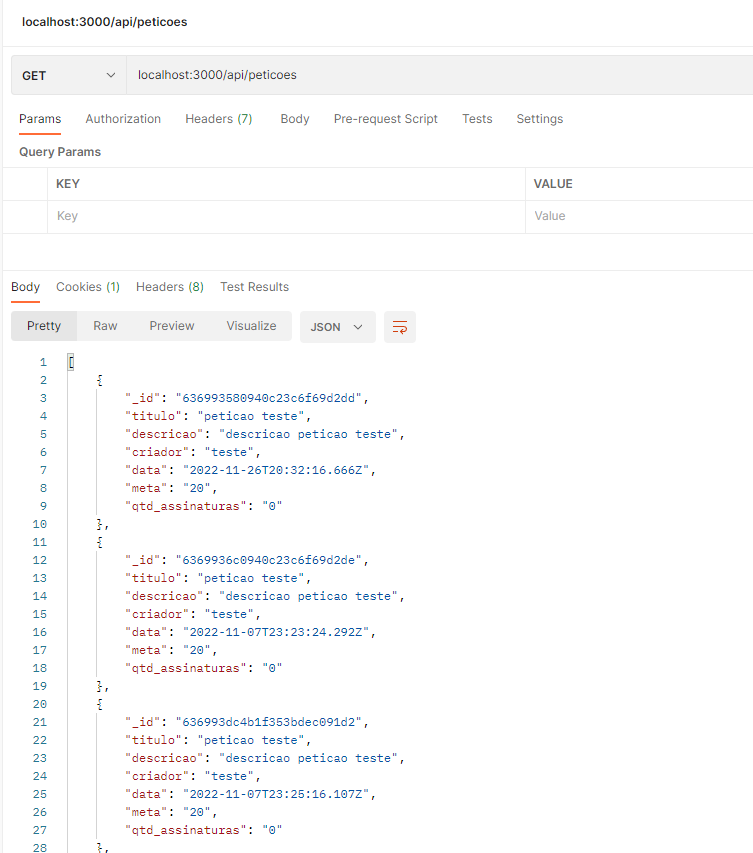 localhost:3000/api/peticoes
GET localhost:3000/api/peticoes
Params Authorization Headers (7) Body Pre-request Script Tests Settings
Query Params
KEY VALUE
Key Value
Body Cookies (1) Headers (8) Test Results
Pretty Raw Preview Visualize JSON
1 [
2 {
3 "_id": "636993580940c23c6f69d2dd",
4 "titulo": "peticao teste",
5 "descricao": "descricao peticao teste",
6 "criador": "teste",
7 "data": "2022-11-26T20:32:16.666Z",
8 "meta": "20",
9 "qtd_assinaturas": "0"
10 },
11 {
12 "_id": "6369936c0940c23c6f69d2de",
13 "titulo": "peticao teste",
14 "descricao": "descricao peticao teste",
15 "criador": "teste",
16 "data": "2022-11-07T23:23:24.292Z",
17 "meta": "20",
18 "qtd_assinaturas": "0"
19 },
20 {
21 "_id": "636993dc4b1f353bdec091d2",
22 "titulo": "peticao teste",
23 "descricao": "descricao peticao teste",
24 "criador": "teste",
25 "data": "2022-11-07T23:25:16.107Z",
26 "meta": "20",
27 "qtd_assinaturas": "0"
28 },